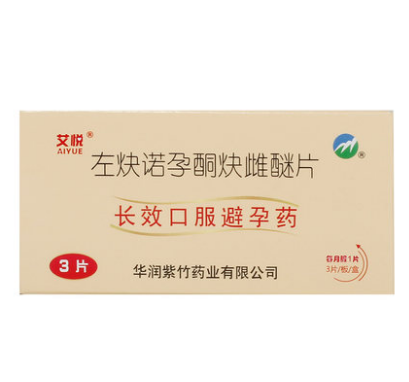 艾悦®
AIYUE
左炔诺孕酮炔雌醚片
®
长效口服避孕药
3片
每月服1片
3片/板/盒
华润紫竹药业有限公司